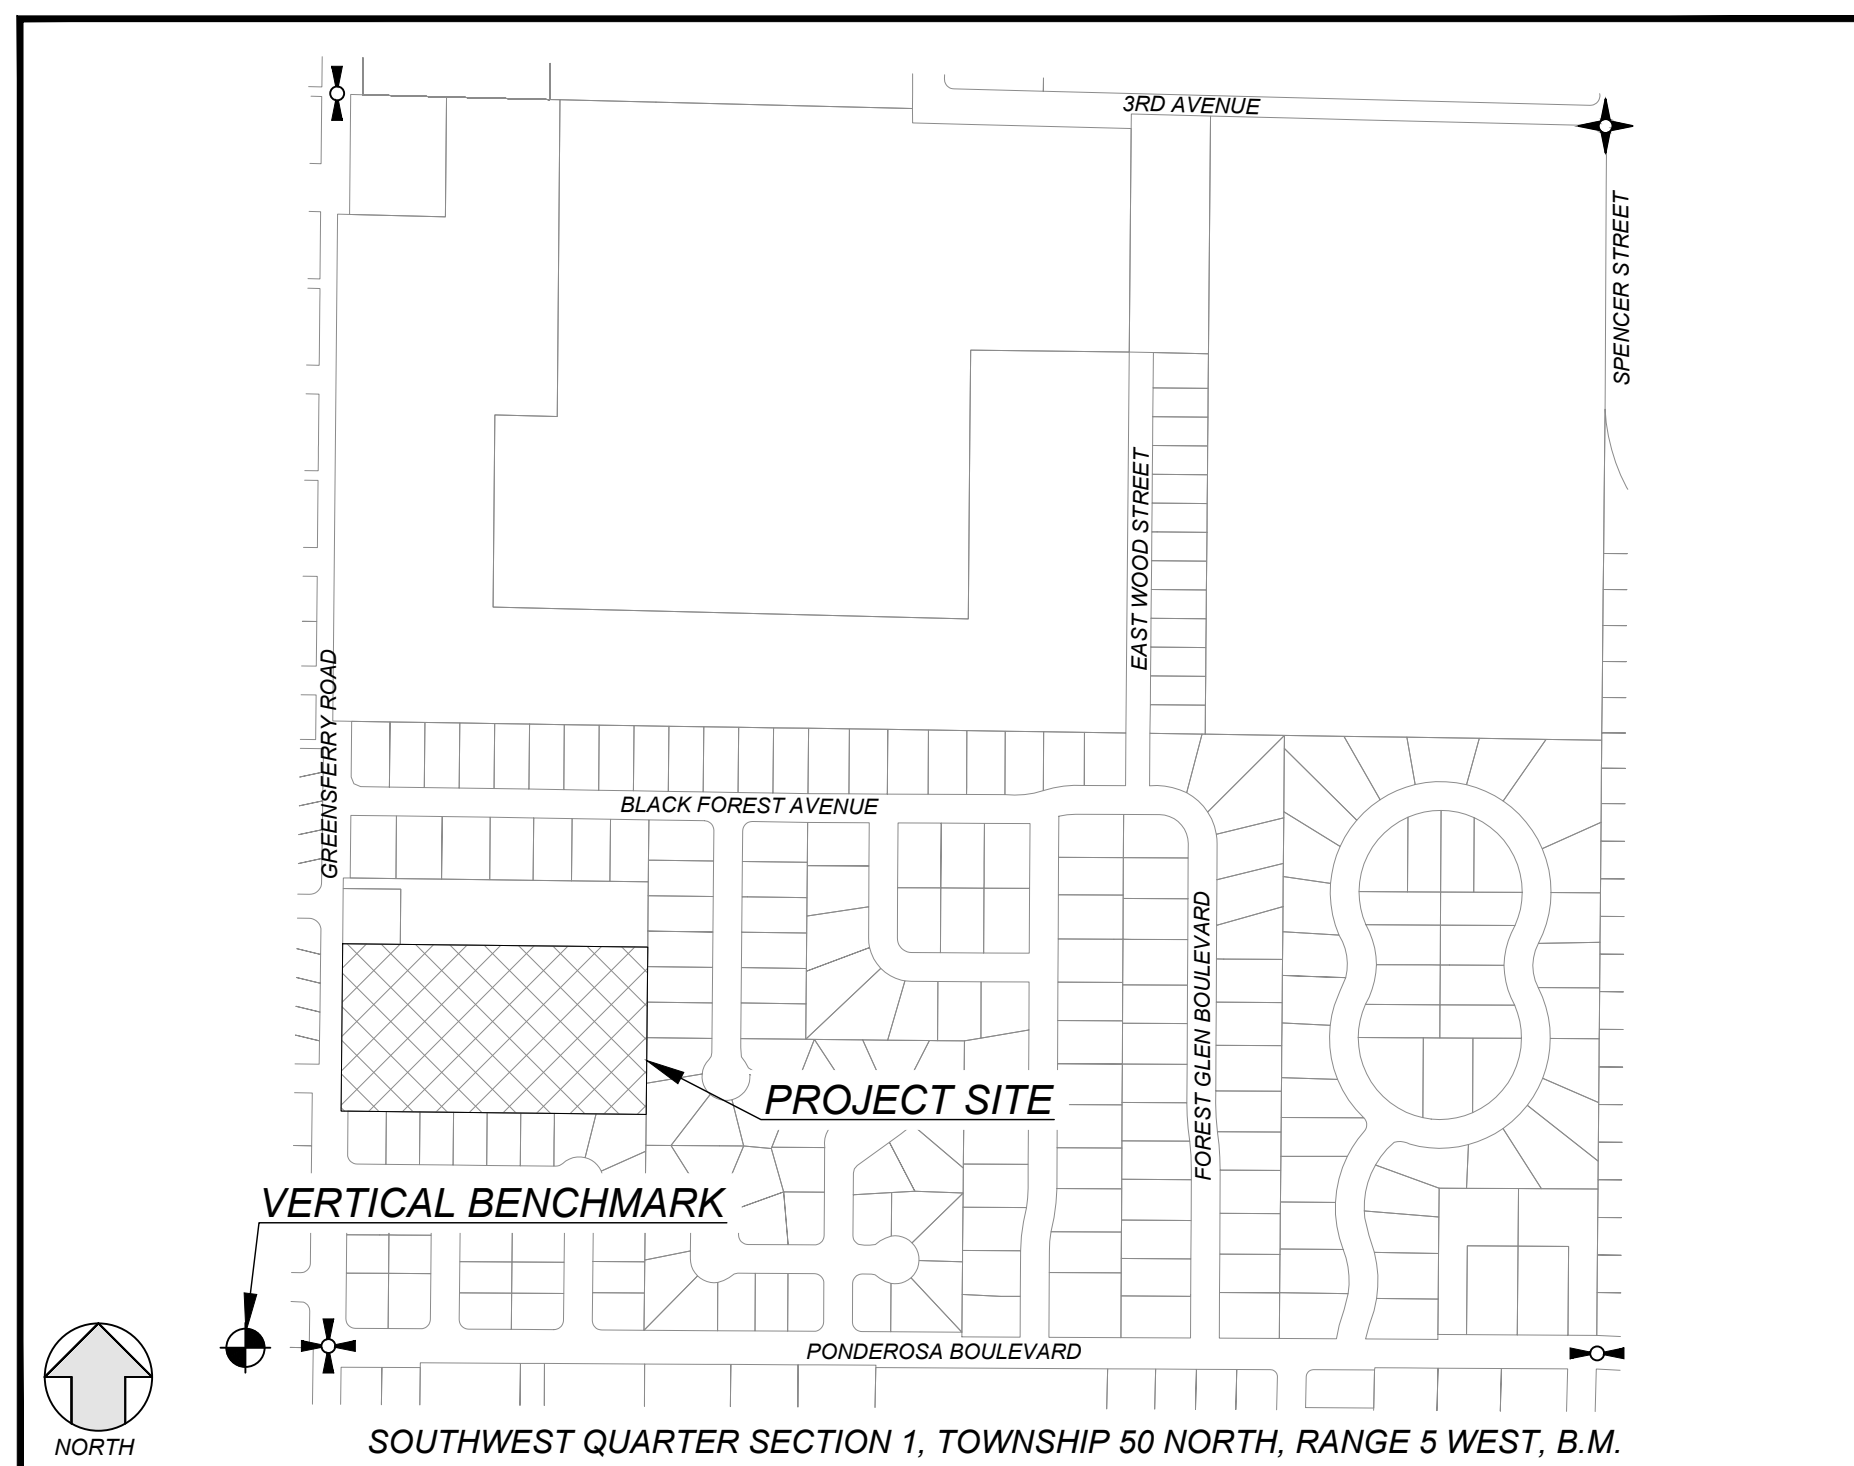 3RD AVENUE
SPENCER STREET
EAST WOOD STREET
GREENSFERRY ROAD
BLACK FOREST AVENUE
FOREST GLEN BOULEVARD
PROJECT SITE
VERTICAL BENCHMARK
PONDEROSA BOULEVARD
NORTH
SOUTHWEST QUARTER SECTION 1, TOWNSHIP 50 NORTH, RANGE 5 WEST, B.M.